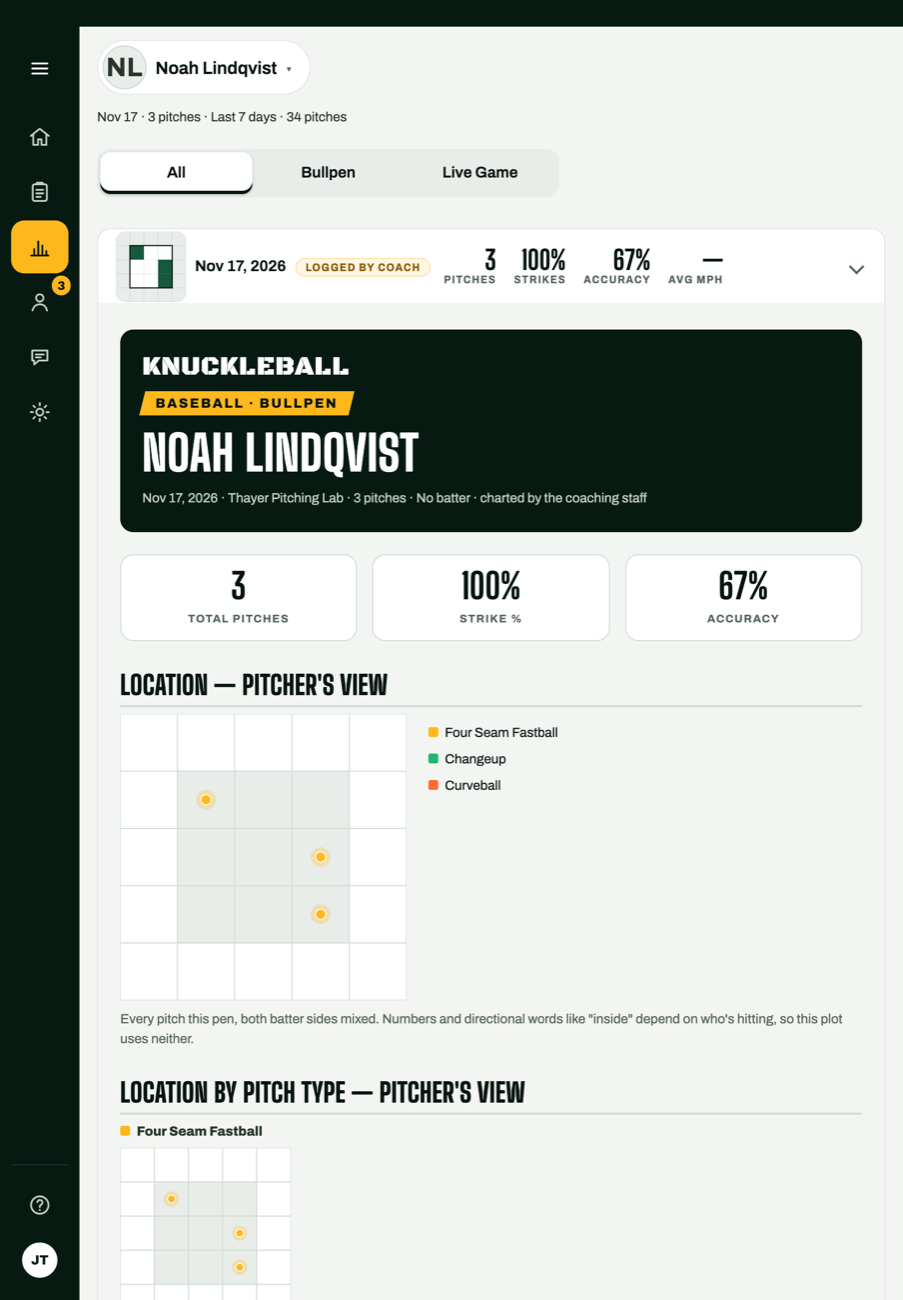 NL
Noah Lindqvist
Nov 17 · 3 pitches · Last 7 days · 34 pitches
All
Bullpen
Live Game
Nov 17, 2026
LOGGED BY COACH
3
PITCHES
100%
STRIKES
67%
ACCURACY
—
AVG MPH
3
KNUCKLEBALL
BASEBALL · BULLPEN
NOAH LINDQVIST
Nov 17, 2026 · Thayer Pitching Lab · 3 pitches · No batter · charted by the coaching staff
3
TOTAL PITCHES
100%
STRIKE %
67%
ACCURACY
LOCATION — PITCHER'S VIEW
Four Seam Fastball
Changeup
Curveball
Every pitch this pen, both batter sides mixed. Numbers and directional words like "inside" depend on who's hitting, so this plot
uses neither.
LOCATION BY PITCH TYPE — PITCHER'S VIEW
Four Seam Fastball
JT